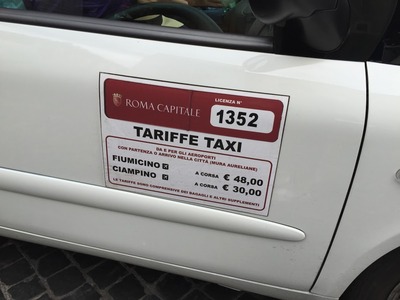 ROMA CAPITALE
LICENZA N°
1352
TARIFFE TAXI
DA E PER GLI AEROPORTI
CON PARTENZA O ARRIVO NELLA CITTÀ (MURA AURELIANE)
FIUMICINO A CORSA € 48,00
CIAMPINO A CORSA € 30,00
LE TARIFFE SONO COMPRENSIVE DEI BAGAGLI E ALTRI SUPPLEMENTI